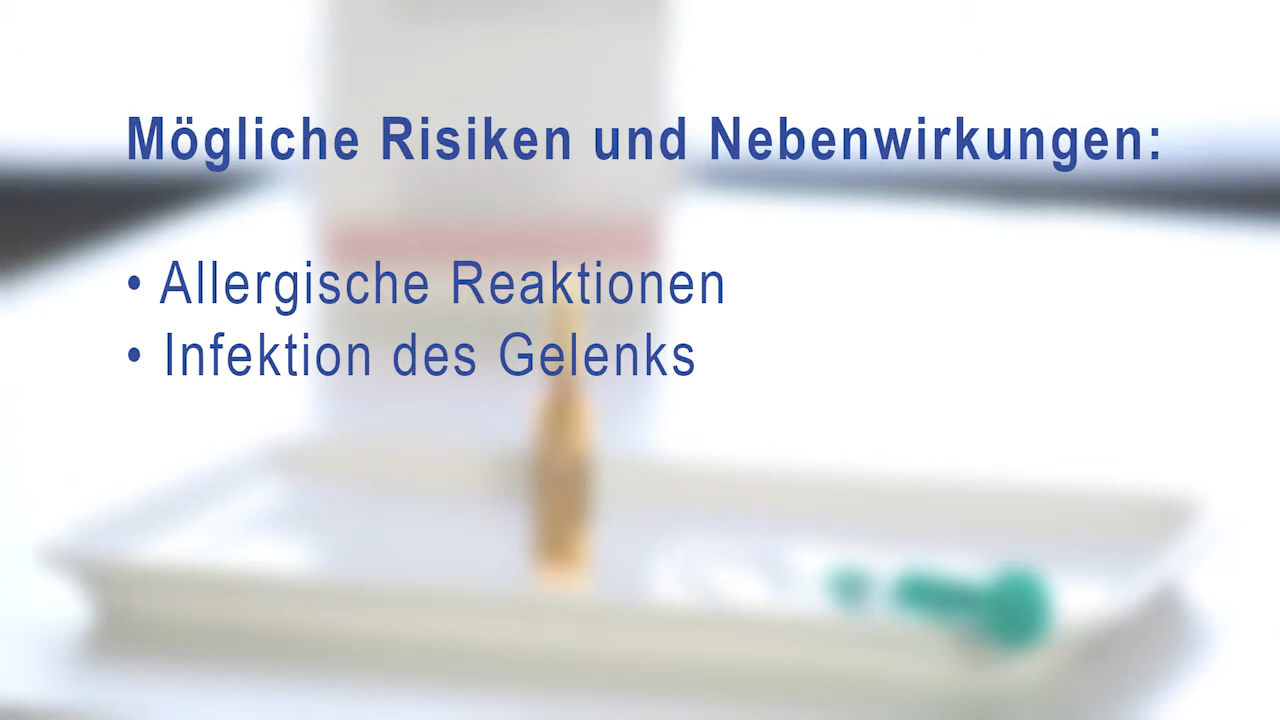 Mögliche Risiken und Nebenwirkungen:
• Allergische Reaktionen
• Infektion des Gelenks